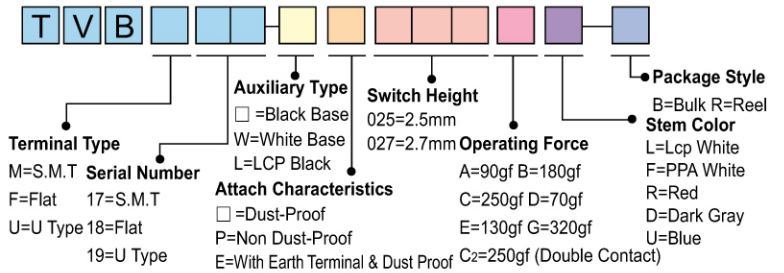 TVB
Terminal Type
M=S.M.T
F=Flat
U=U Type
Serial Number
17=S.M.T
18=Flat
19=U Type
Auxiliary Type
□ =Black Base
W=White Base
L=LCP Black
Attach Characteristics
□ =Dust-Proof
P=Non Dust-Proof
E=With Earth Terminal & Dust Proof
Switch Height
025=2.5mm
027=2.7mm
Operating Force
A=90gf B=180gf
C=250gf D=70gf
E=130gf G=320gf
C2=250gf (Double Contact)
Package Style
B=Bulk R=Reel
Stem Color
L=Lcp White
F=PPA White
R=Red
D=Dark Gray
U=Blue